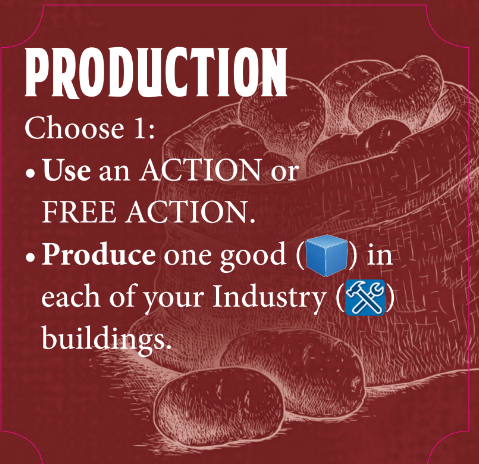 PRODUCTION
Choose 1:
• Use an ACTION or
FREE ACTION.
• Produce one good () in
each of your Industry ()
buildings.